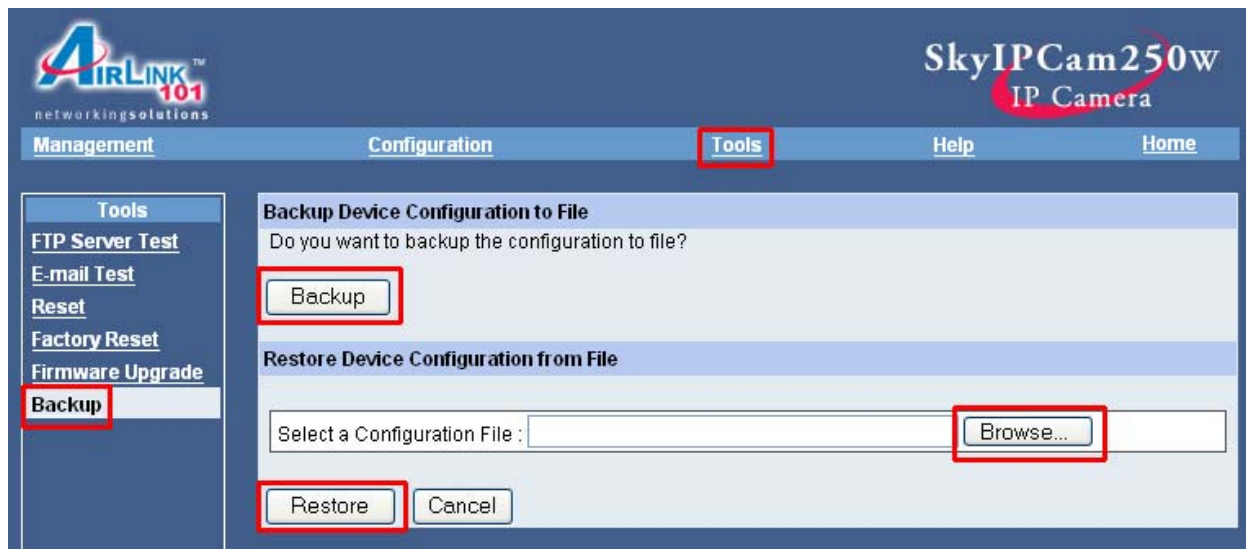 AIRLINK™
101
networkingsolutions
SkyIPCam250W
IP Camera
Management Configuration Tools Help Home
Tools
FTP Server Test
E-mail Test
Reset
Factory Reset
Firmware Upgrade
Backup
Backup Device Configuration to File
Do you want to backup the configuration to file?
Backup
Restore Device Configuration from File
Select a Configuration File : Browse...
Restore Cancel